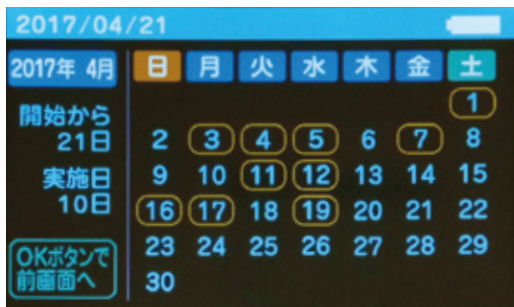 2017/04/21
2017年 4月
日 月 火 水 木 金 土
1
開始から
21日
2 3 4 5 6 7 8
実施日
10日
9 10 11 12 13 14 15
16 17 18 19 20 21 22
OKボタンで
前画面へ
23 24 25 26 27 28 29
30